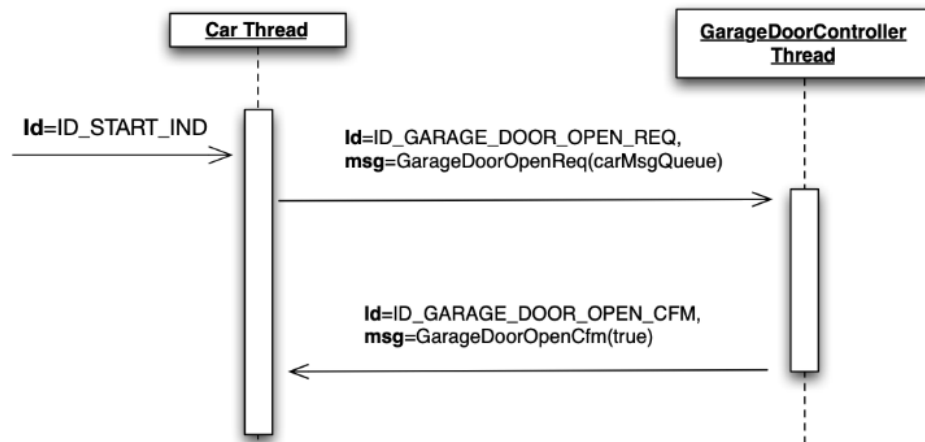 Car Thread
GarageDoorController
Thread
Id=ID_START_IND
Id=ID_GARAGE_DOOR_OPEN_REQ,
msg=GarageDoorOpenReq(carMsgQueue)
Id=ID_GARAGE_DOOR_OPEN_CFM,
msg=GarageDoorOpenCfm(true)